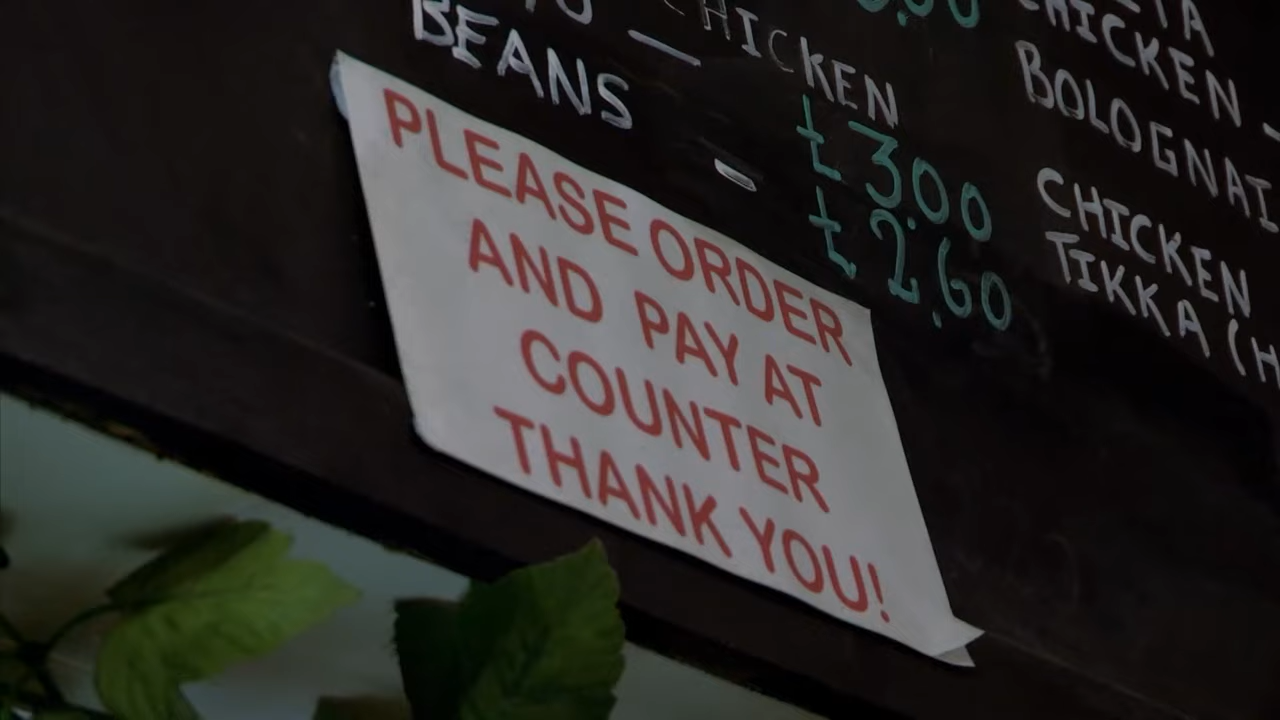 CHICKEN
BEANS -
£3.00
£2.60
CHICKEN -
BOLOGNAI
CHICKEN
TIKKA (H
PLEASE ORDER
AND PAY AT
COUNTER
THANK YOU!